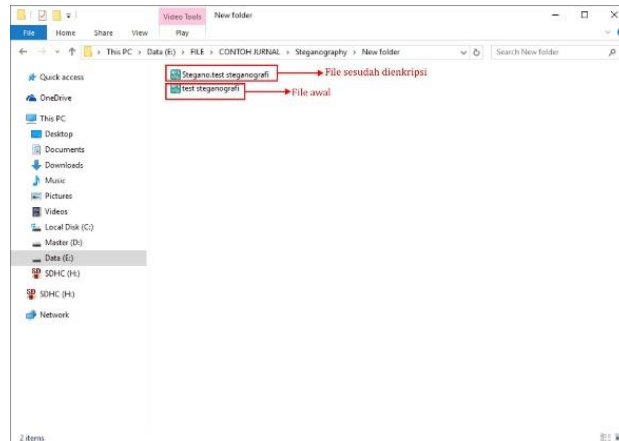 Video Tools New folder
File Home Share View Play
This PC > Data (E:) > FILE > CONTOH JURNAL > Steganography > New folder
Search New folder
Quick access
OneDrive
This PC
Desktop
Documents
Downloads
Music
Pictures
Videos
Local Disk (C:)
Master (D:)
Data (E:)
SDHC (H:)
SDHC (H:)
Network
Stegano.test steganografi
File sesudah dienkripsi
test steganografi
File awal
2 items